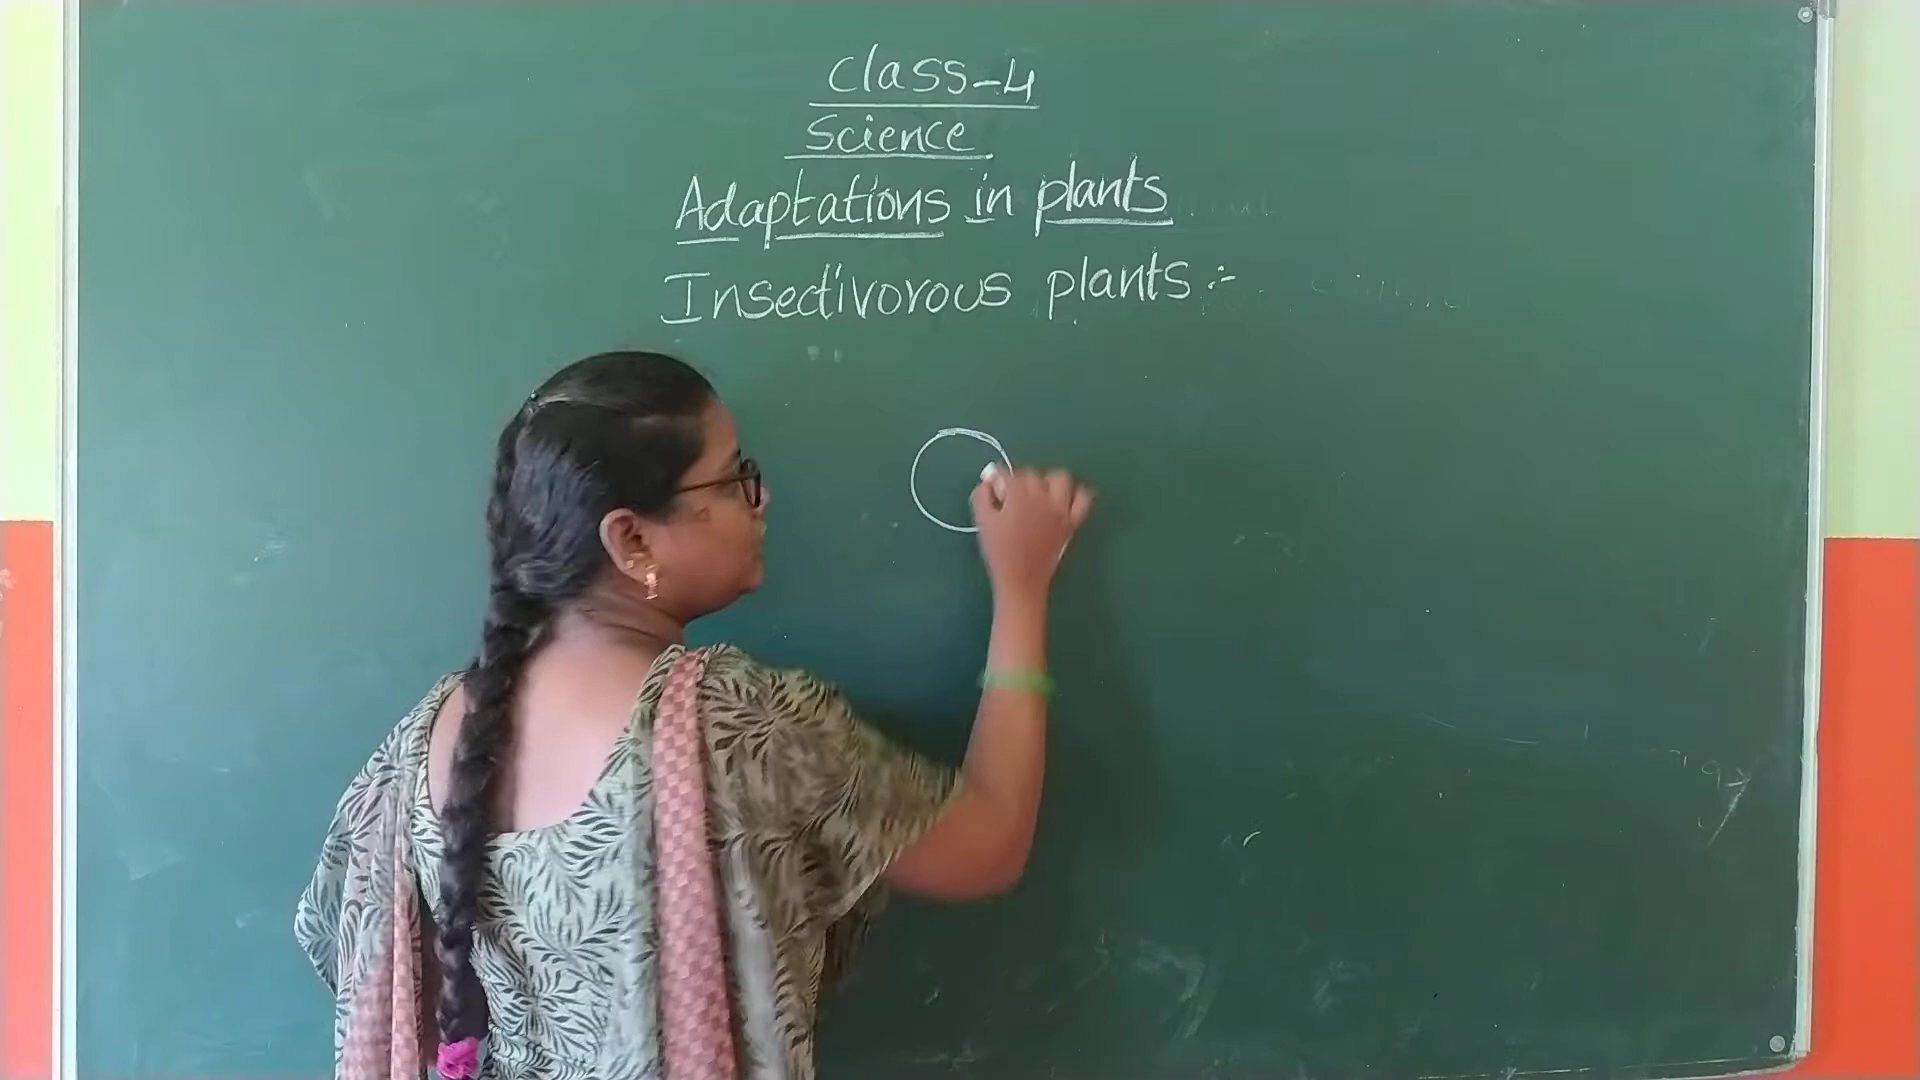 Class-4
Science
Adaptations in plants
Insectivorous plants :-